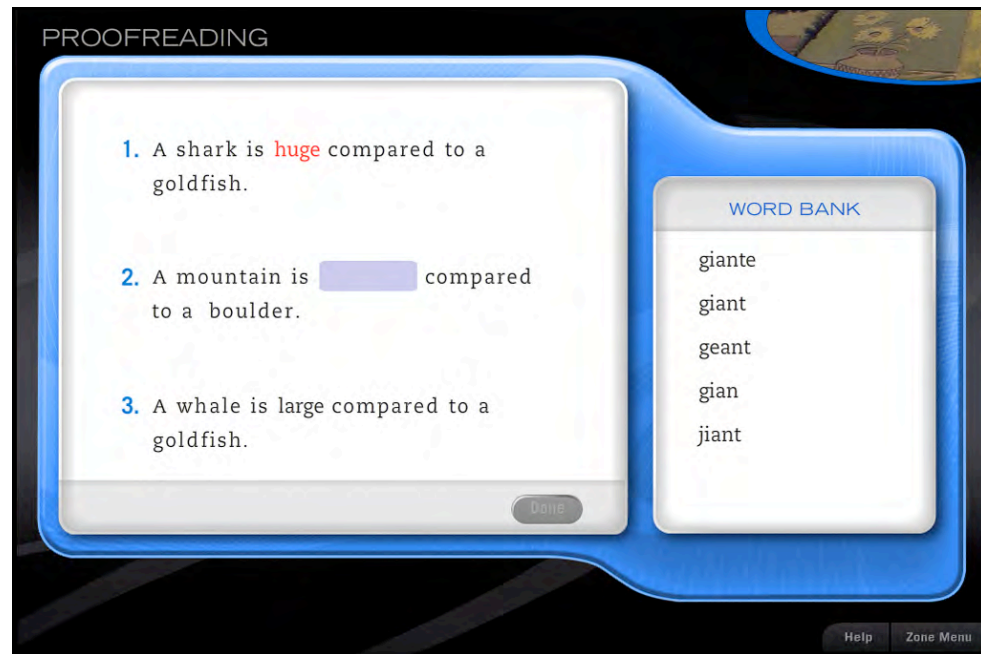 PROOFREADING
1. A shark is huge compared to a
goldfish.
2. A mountain is compared
to a boulder.
3. A whale is large compared to a
goldfish.
Done
WORD BANK
giante
giant
geant
gian
jiant
Help Zone Menu